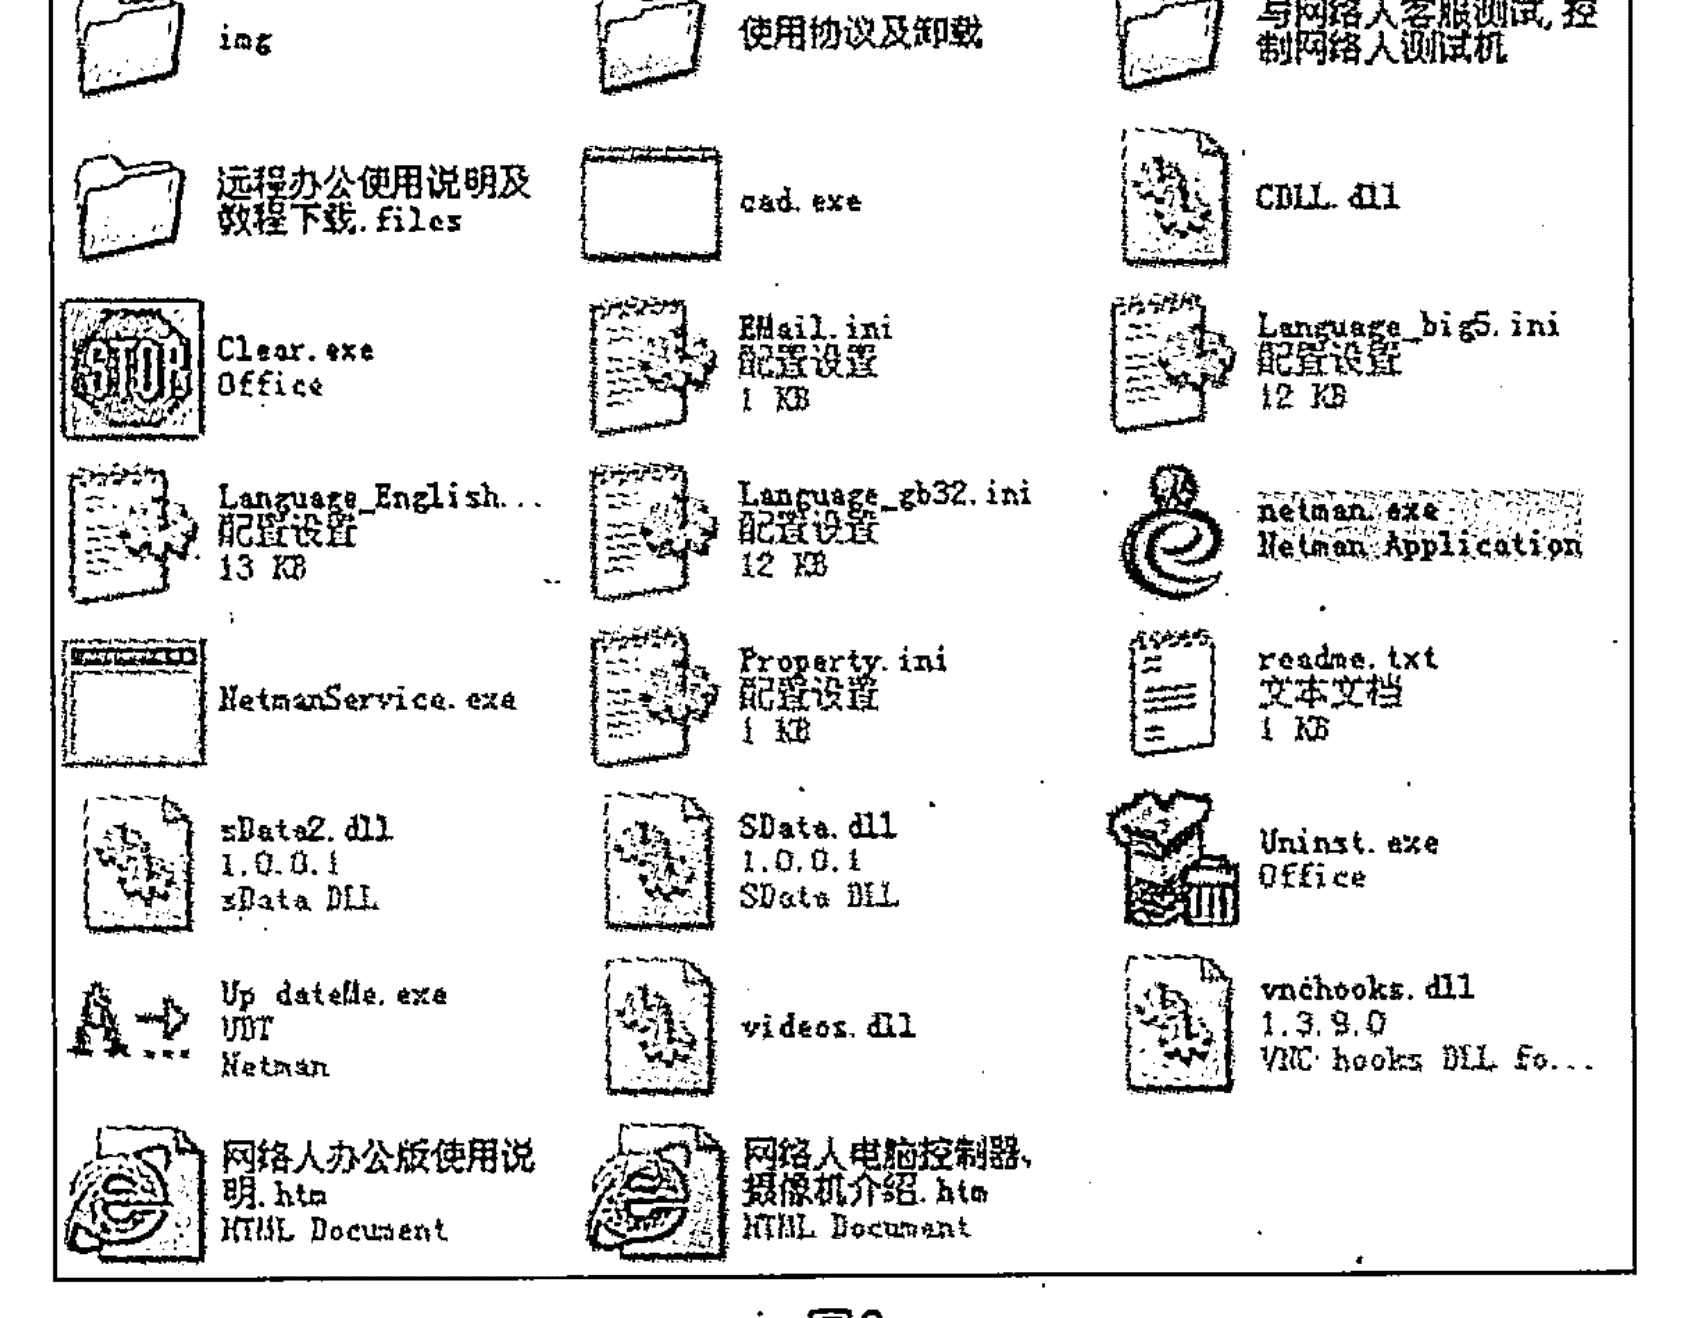 img
使用协议及卸载
与网络人客服测试,控
制网络人测试机
远程办公使用说明及
教程下载.files
cad.exe
CDLL.dll
Clear.exe
Office
EMail.ini
配置设置
1 KB
Language_big5.ini
配置设置
12 KB
Language_English...
配置设置
13 KB
Language_gb32.ini
配置设置
12 KB
netman.exe
Netman Application
NetmanService.exe
Property.ini
配置设置
1 KB
readme.txt
文本文档
1 KB
sData2.dll
1.0.0.1
sData DLL
SData.dll
1.0.0.1
SData DLL
Uninst.exe
Office
Up dateMe.exe
UDT
Netman
videos.dll
vnchooks.dll
1.3.9.0
VNC hooks DLL fo...
网络人办公版使用说
明.htm
HTML Document
网络人电脑控制器、
摄像机介绍.htm
HTML Document